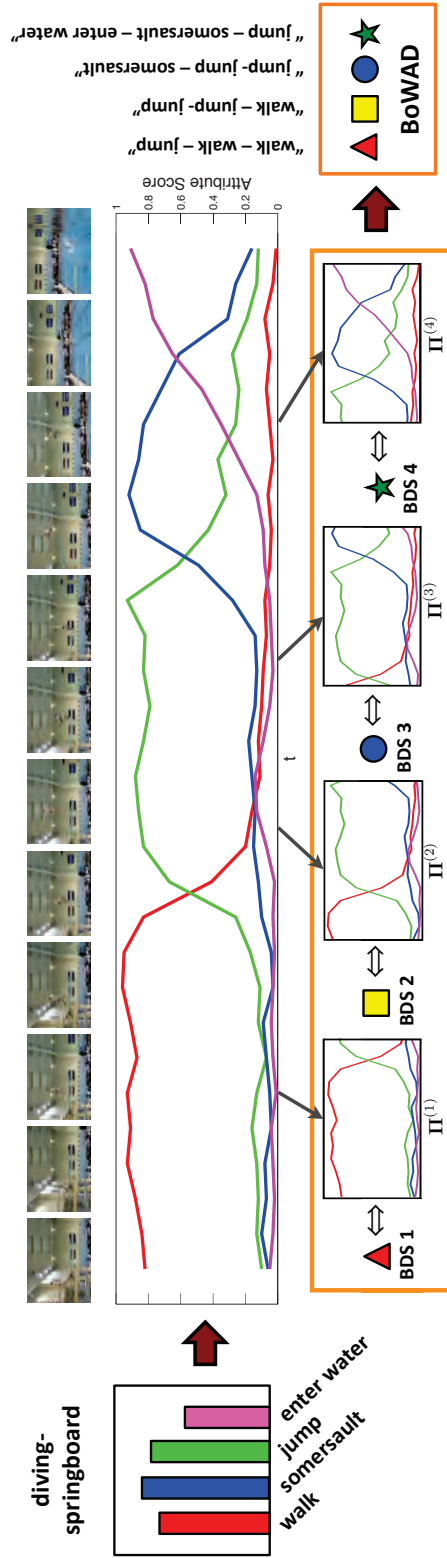 diving-
springboard
walk
somersault
jump
enter water
1
0.8
0.6
0.4
0.2
0
Attribute Score
t
BDS 1
⇔
Π(1)
BDS 2
⇔
Π(2)
BDS 3
⇔
Π(3)
BDS 4
⇔
Π(4)
“walk – walk – jump”
“walk – jump- jump”
“jump- jump – somersault”
“jump – somersault – enter water”
BoWAD